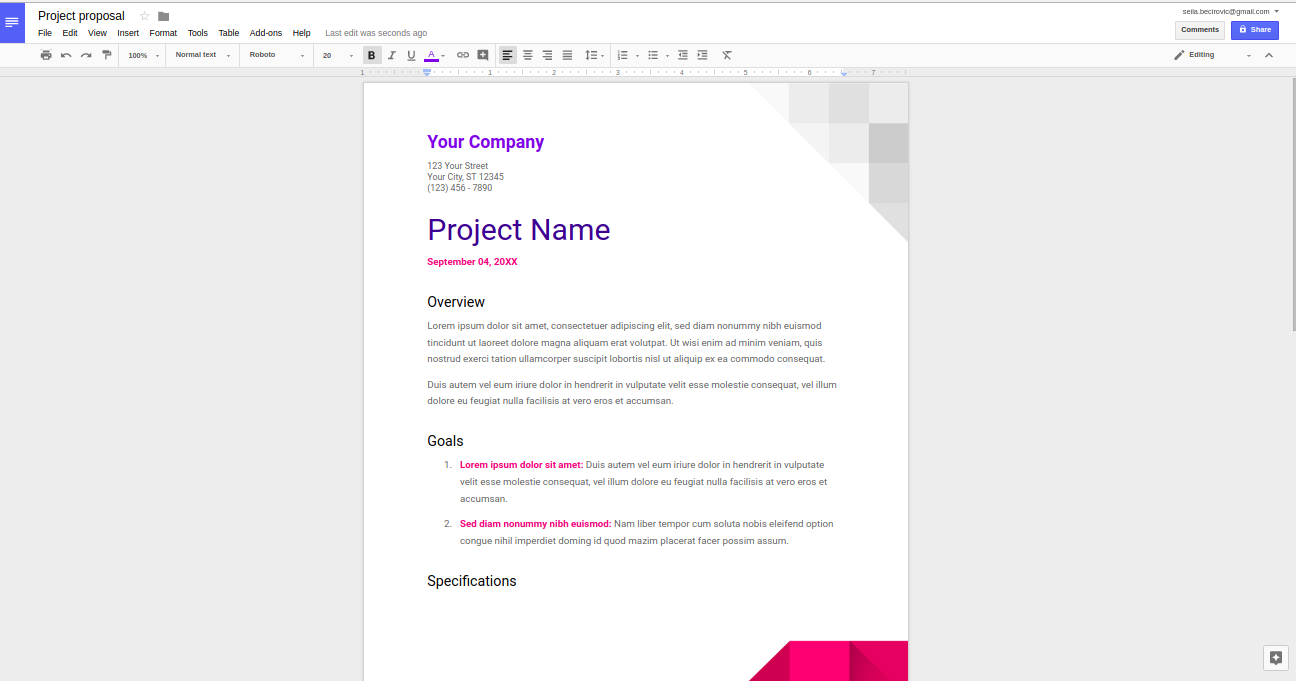 Project proposal
seila.becirovic@gmail.com
File Edit View Insert Format Tools Table Add-ons Help Last edit was seconds ago
Comments Share
100% Normal text Roboto 20 B I U A Editing
1 1 2 3 4 5 6 7
Your Company
123 Your Street
Your City, ST 12345
(123) 456 - 7890
Project Name
September 04, 20XX
Overview
Lorem ipsum dolor sit amet, consectetuer adipiscing elit, sed diam nonummy nibh euismod
tincidunt ut laoreet dolore magna aliquam erat volutpat. Ut wisi enim ad minim veniam, quis
nostrud exerci tation ullamcorper suscipit lobortis nisl ut aliquip ex ea commodo consequat.
Duis autem vel eum iriure dolor in hendrerit in vulputate velit esse molestie consequat, vel illum
dolore eu feugiat nulla facilisis at vero eros et accumsan.
Goals
1. Lorem ipsum dolor sit amet: Duis autem vel eum iriure dolor in hendrerit in vulputate
velit esse molestie consequat, vel illum dolore eu feugiat nulla facilisis at vero eros et
accumsan.
2. Sed diam nonummy nibh euismod: Nam liber tempor cum soluta nobis eleifend option
congue nihil imperdiet doming id quod mazim placerat facer possim assum.
Specifications